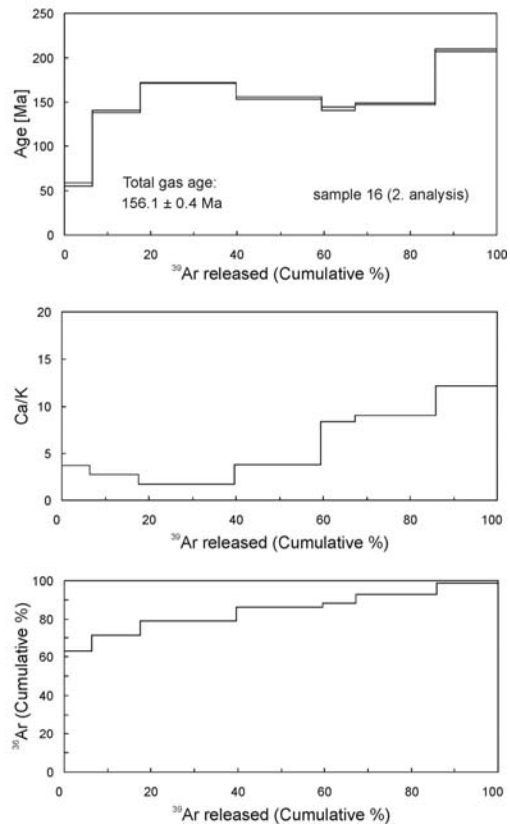 250
200
150
100
50
0
Age [Ma]
Total gas age:
156.1 ± 0.4 Ma
sample 16 (2. analysis)
0 20 40 60 80 100
³⁹Ar released (Cumulative %)
20
15
10
5
0
Ca/K
0 20 40 60 80 100
³⁹Ar released (Cumulative %)
100
80
60
40
20
0
³⁶Ar (Cumulative %)
0 20 40 60 80 100
³⁹Ar released (Cumulative %)